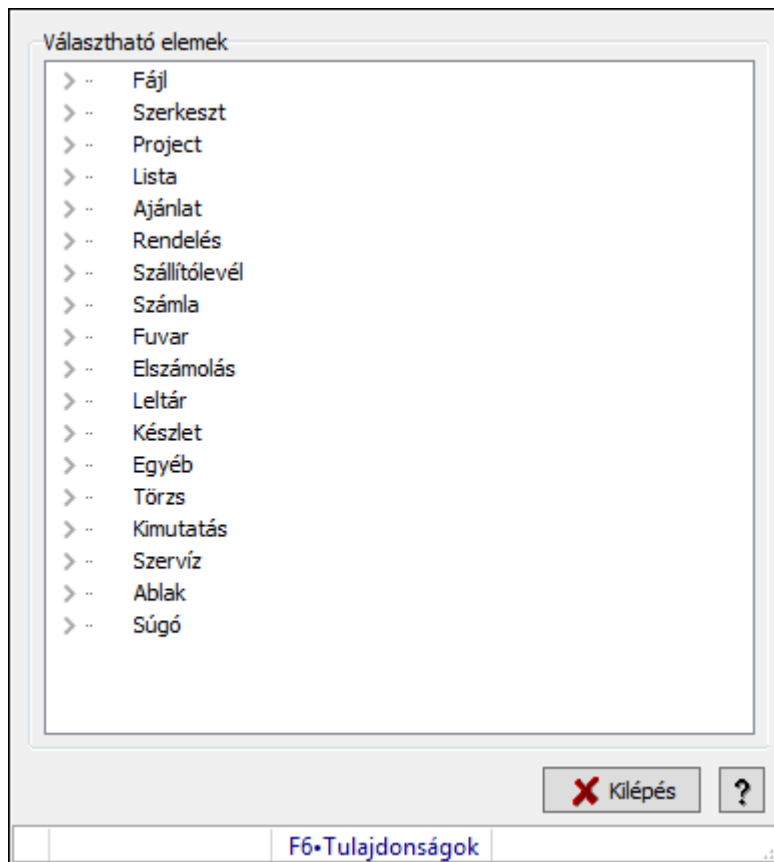 Választható elemek
Fájl
Szerkeszt
Project
Lista
Ajánlat
Rendelés
Szállítólevél
Számla
Fuvar
Elszámolás
Leltár
Készlet
Egyéb
Törzs
Kimutatás
Szervíz
Ablak
Súgó
Kilépés ?
F6•Tulajdonságok